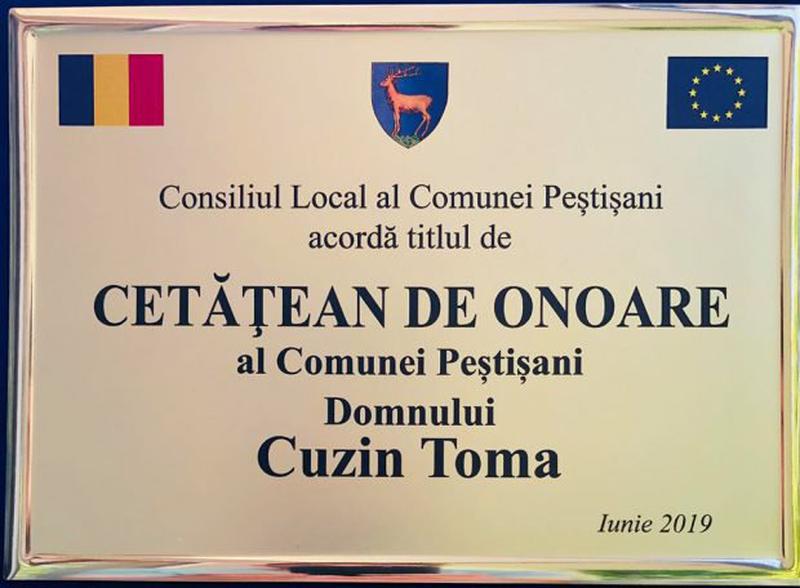 Consiliul Local al Comunei Peştişani
acordă titlul de
CETĂŢEAN DE ONOARE
al Comunei Peştişani
Domnului
Cuzin Toma
Iunie 2019